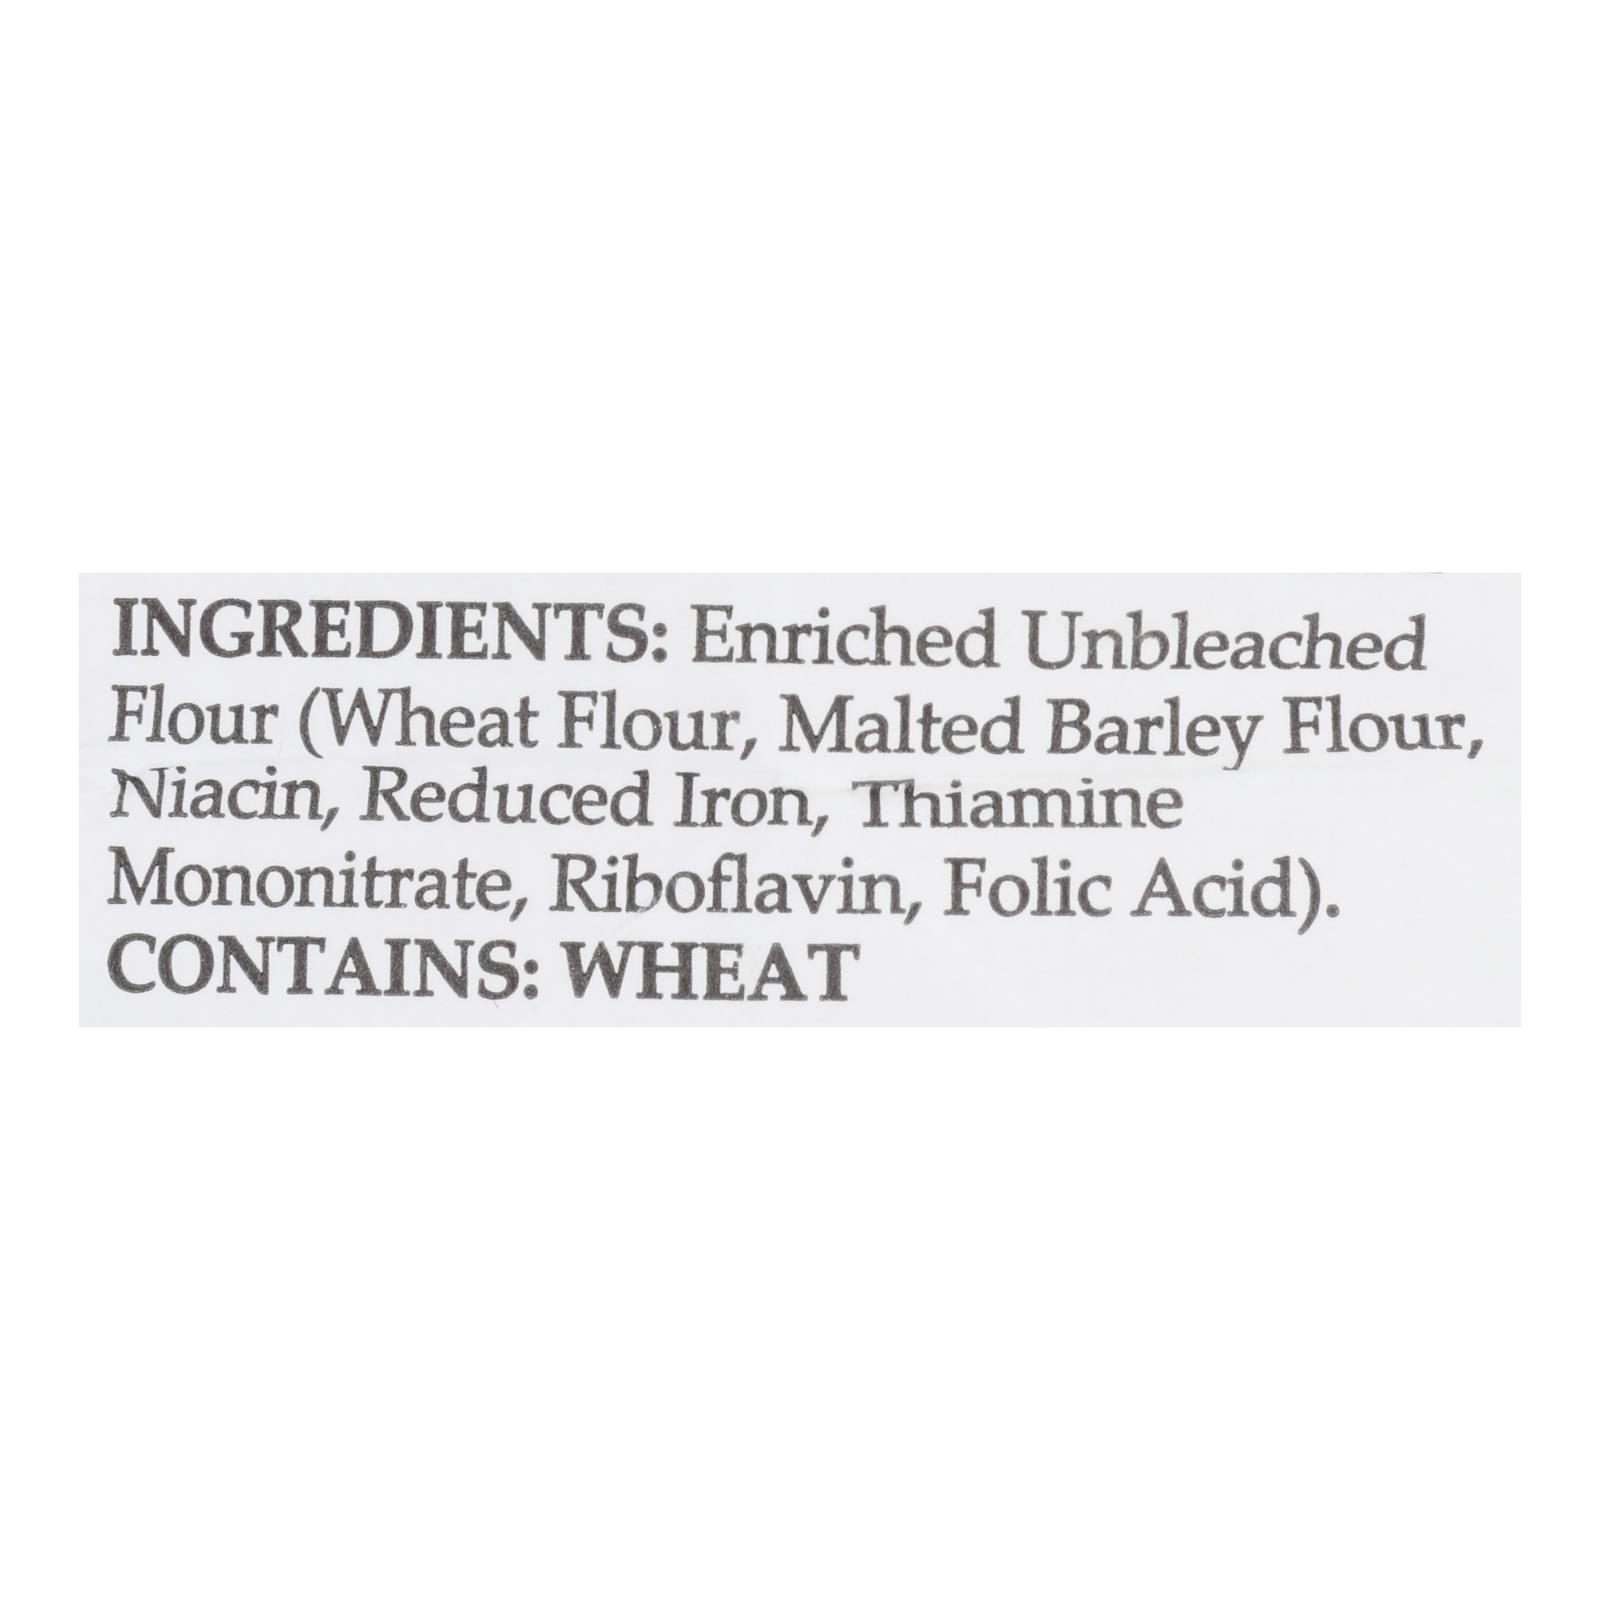 INGREDIENTS: Enriched Unbleached
Flour (Wheat Flour, Malted Barley Flour,
Niacin, Reduced Iron, Thiamine
Mononitrate, Riboflavin, Folic Acid).
CONTAINS: WHEAT